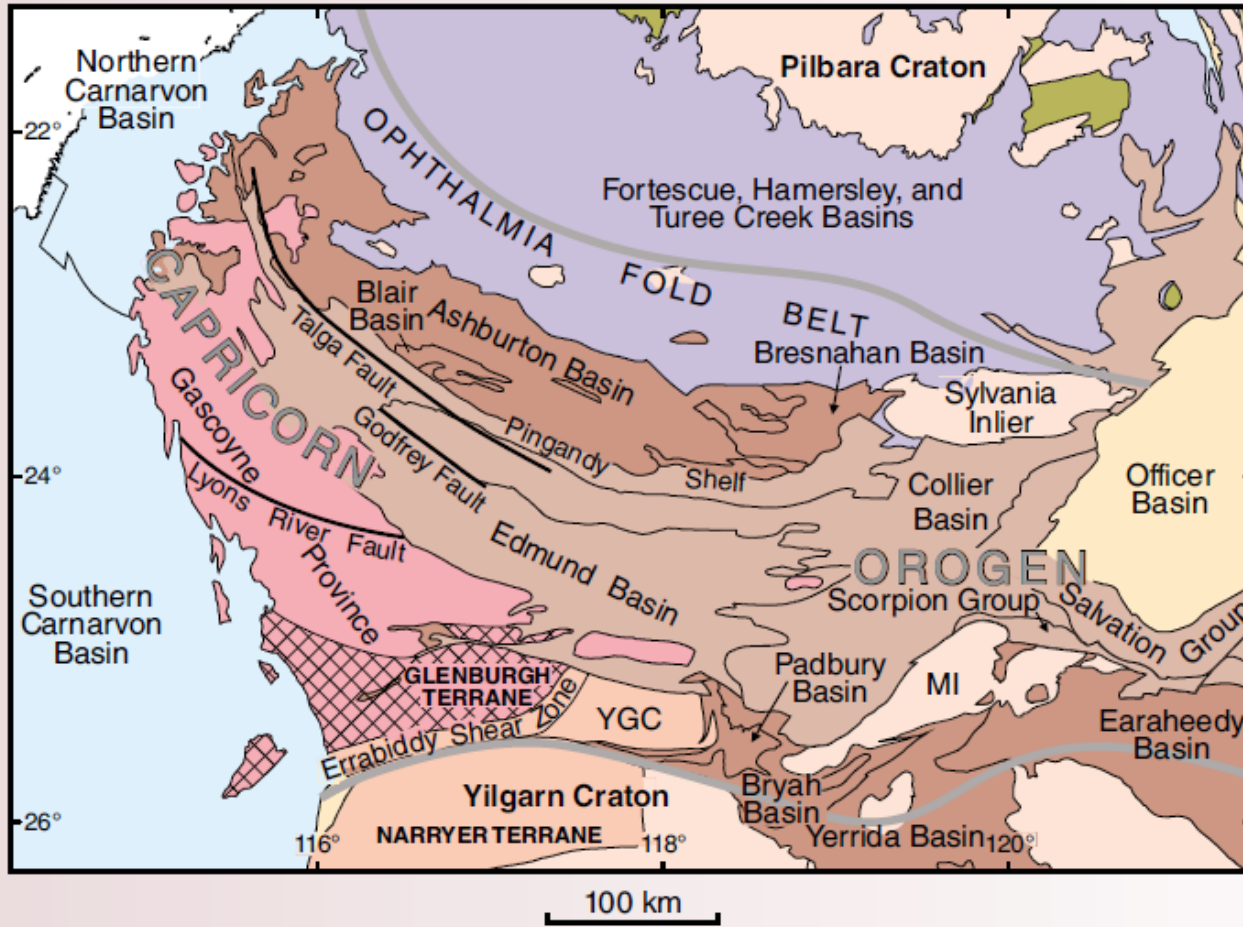 Northern
Carnarvon
Basin
Pilbara Craton
22°
OPHTHALMIA
FOLD
BELT
Fortescue, Hamersley, and
Turee Creek Basins
CAPRICORN
Blair
Basin
Ashburton Basin
Talga Fault
Bresnahan Basin
Sylvania
Inlier
Gascoyne
Province
Godfrey Fault
Pingandy
Shelf
24°
Lyons River Fault
Collier
Basin
Officer
Basin
Edmund Basin
OROGEN
Scorpion Group
Salvation Group
Southern
Carnarvon
Basin
GLENBURGH
TERRANE
Padbury
Basin
MI
YGC
Errabiddy Shear Zone
Earaheedy
Basin
Yilgarn Craton
Bryah
Basin
26°
NARRYER TERRANE
Yerrida Basin
116°
118°
120°
100 km